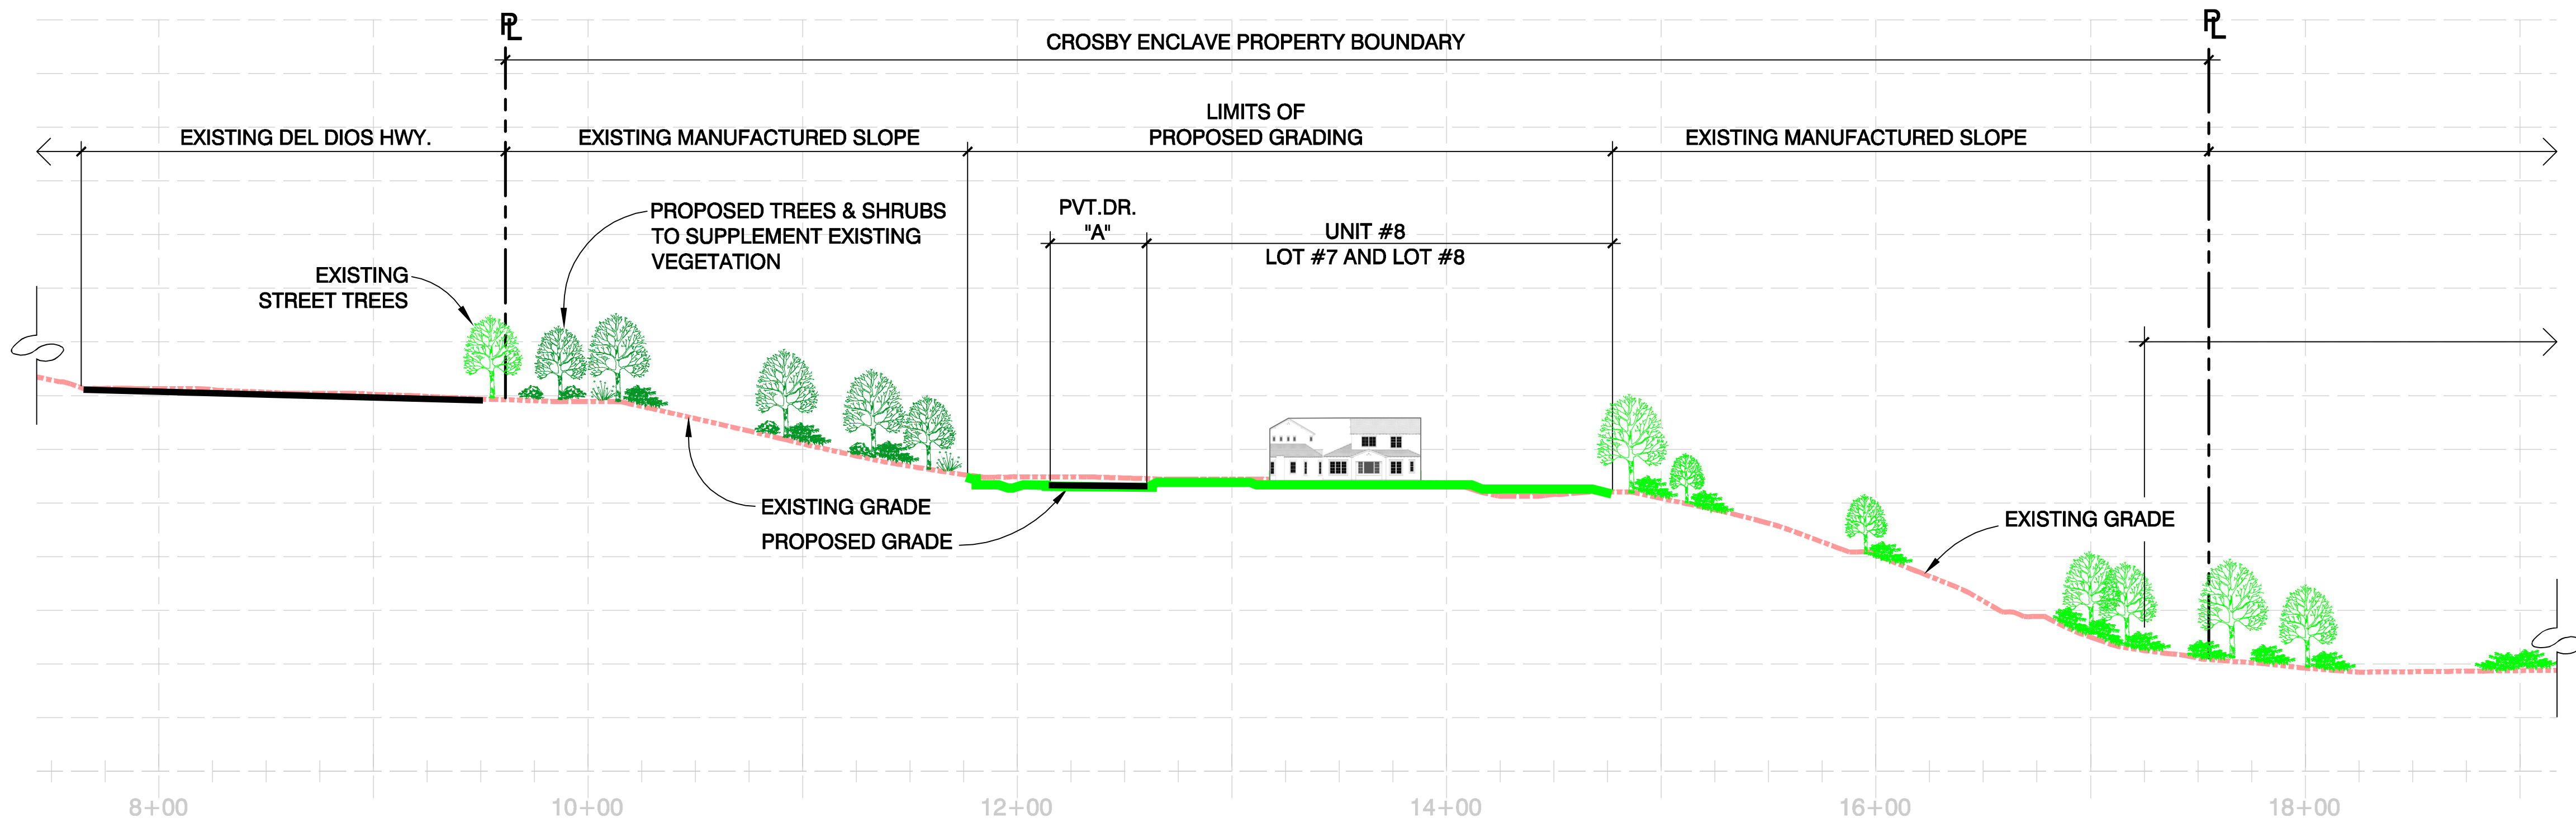 PL
PL
CROSBY ENCLAVE PROPERTY BOUNDARY
EXISTING DEL DIOS HWY.
EXISTING MANUFACTURED SLOPE
LIMITS OF
PROPOSED GRADING
EXISTING MANUFACTURED SLOPE
PROPOSED TREES & SHRUBS
TO SUPPLEMENT EXISTING
VEGETATION
PVT.DR.
"A"
UNIT #8
LOT #7 AND LOT #8
EXISTING
STREET TREES
EXISTING GRADE
PROPOSED GRADE
EXISTING GRADE
8+00
10+00
12+00
14+00
16+00
18+00